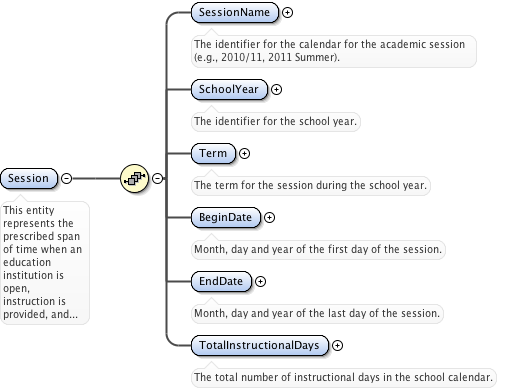 SessionName
The identifier for the calendar for the academic session
(e.g., 2010/11, 2011 Summer).
SchoolYear
The identifier for the school year.
Term
The term for the session during the school year.
Session
This entity
represents the
prescribed span
of time when an
education
institution is
open,
instruction is
provided, and...
BeginDate
Month, day and year of the first day of the session.
EndDate
Month, day and year of the last day of the session.
TotalInstructionalDays
The total number of instructional days in the school calendar.